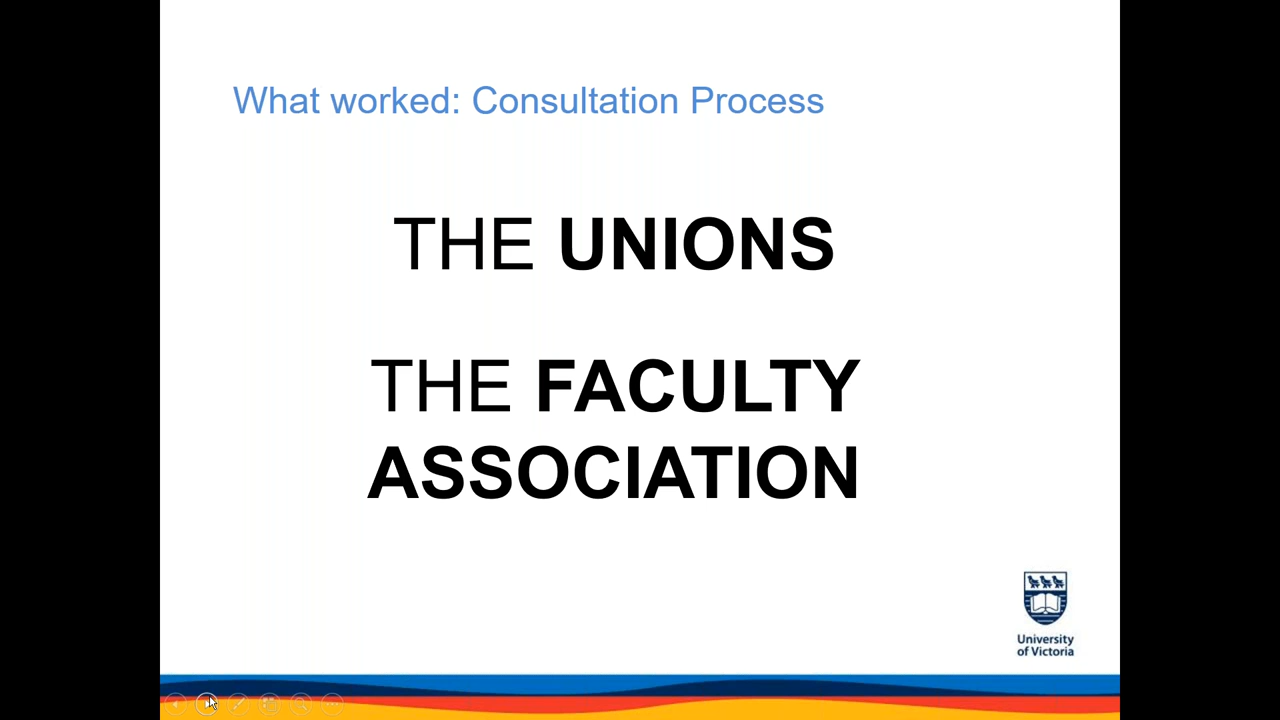 What worked: Consultation Process
THE UNIONS
THE FACULTY
ASSOCIATION
University
of Victoria